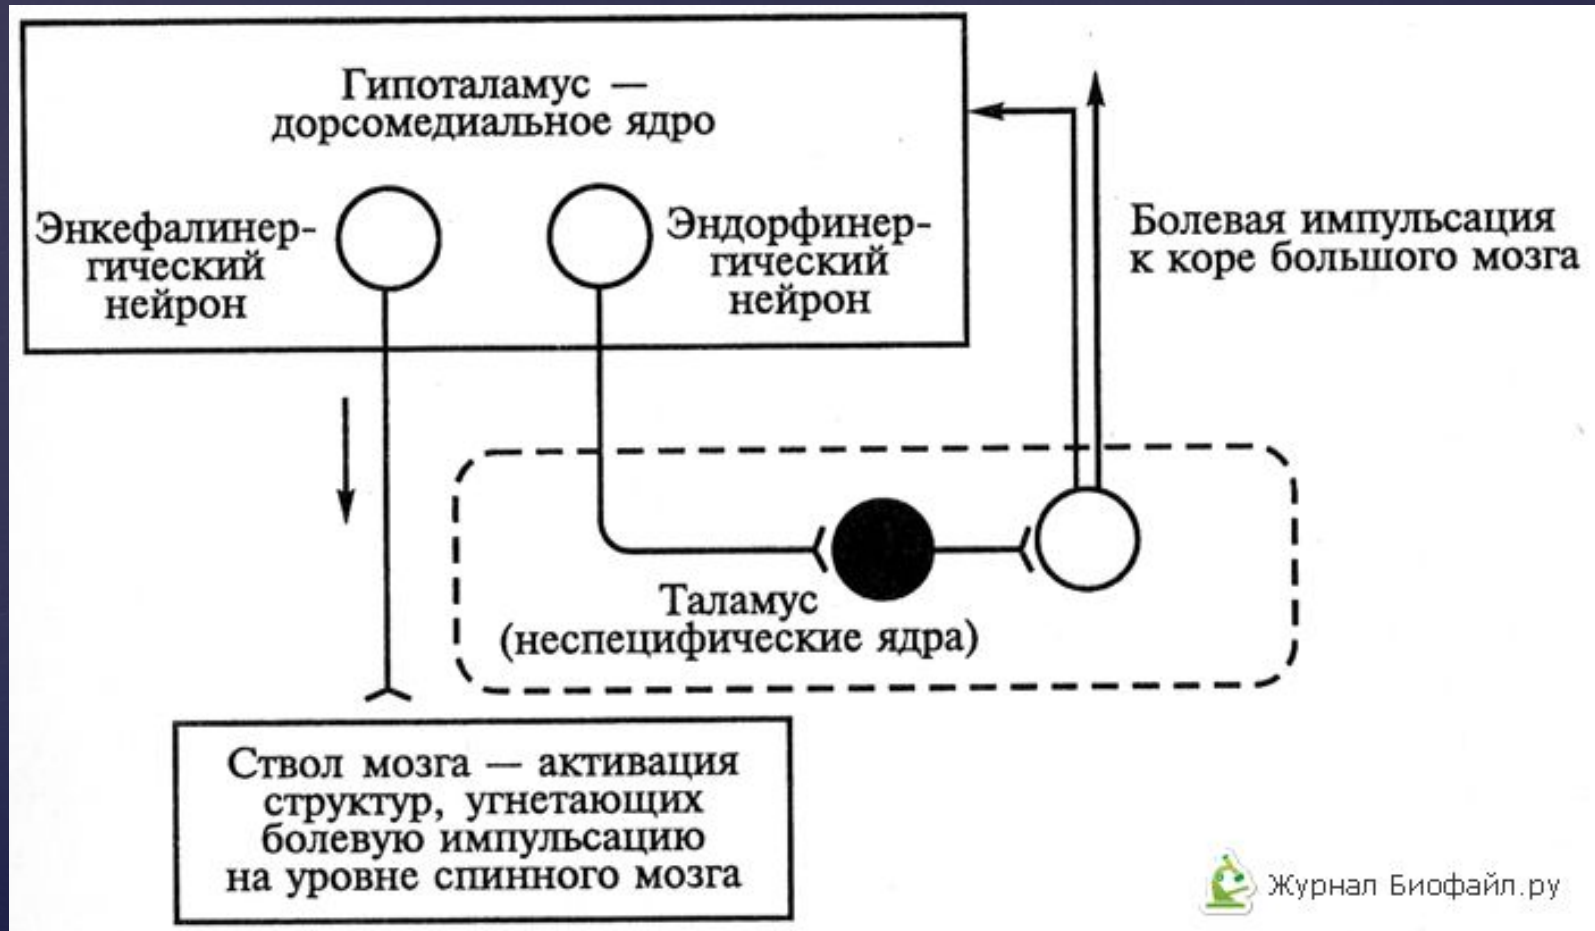 Гипоталамус —
дорсомедиальное ядро
Энкефалинер-
гический
нейрон
Эндорфинер-
гический
нейрон
Болевая импульсация
к коре большого мозга
Таламус
(неспецифические ядра)
Ствол мозга — активация
структур, угнетающих
болевую импульсацию
на уровне спинного мозга
Журнал Биофайл.ру